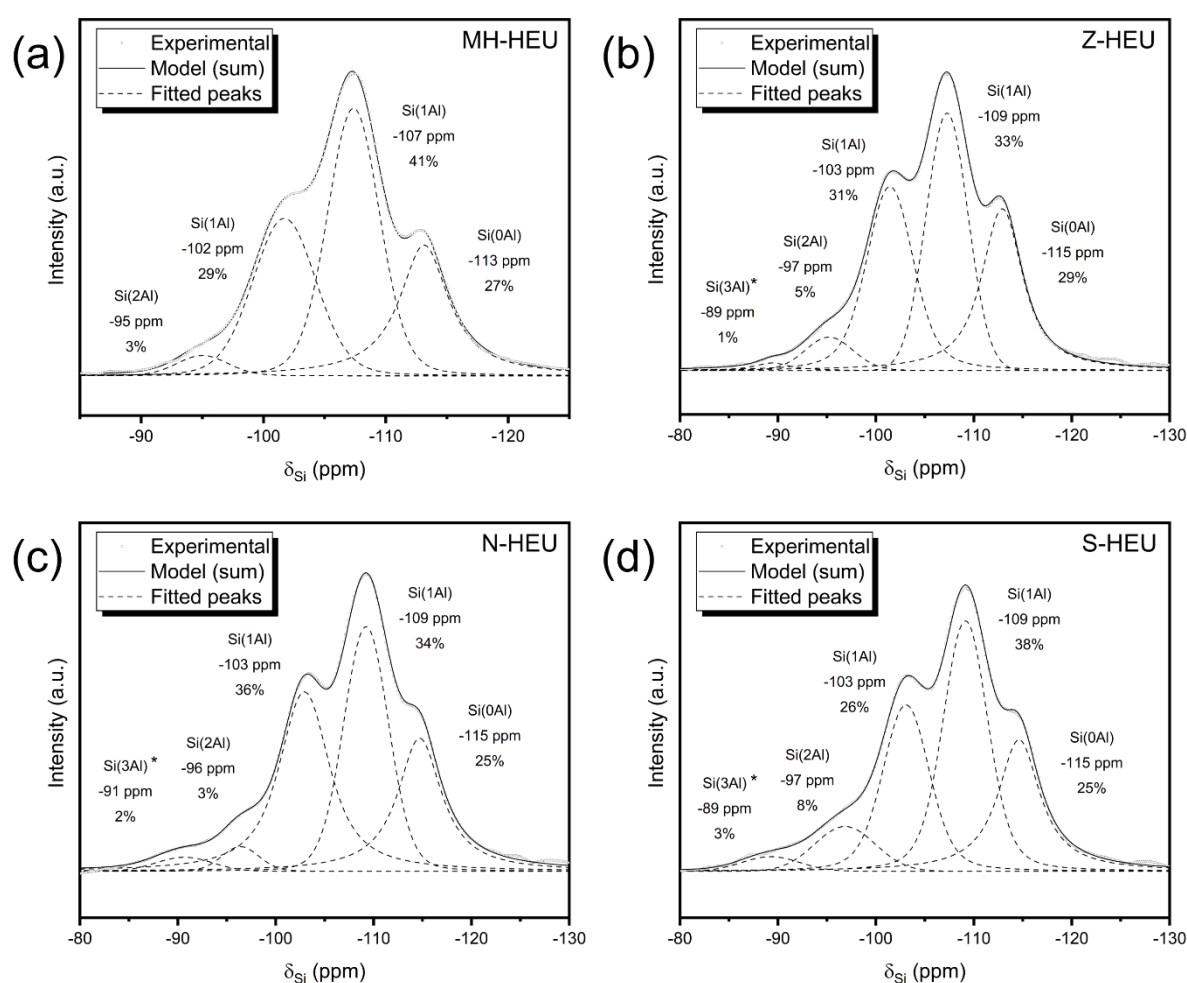 (a)
Experimental
Model (sum)
Fitted peaks
MH-HEU
Si(1Al)
-107 ppm
41%
Si(1Al)
-102 ppm
29%
Si(0Al)
-113 ppm
27%
Si(2Al)
-95 ppm
3%
Intensity (a.u.)
-90 -100 -110 -120
δSi (ppm)
(b)
Experimental
Model (sum)
Fitted peaks
Z-HEU
Si(1Al)
-109 ppm
33%
Si(1Al)
-103 ppm
31%
Si(2Al)
-97 ppm
5%
Si(0Al)
-115 ppm
29%
Si(3Al)*
-89 ppm
1%
Intensity (a.u.)
-80 -90 -100 -110 -120 -130
δSi (ppm)
(c)
Experimental
Model (sum)
Fitted peaks
N-HEU
Si(1Al)
-109 ppm
34%
Si(1Al)
-103 ppm
36%
Si(0Al)
-115 ppm
25%
Si(2Al)
-96 ppm
3%
Si(3Al)*
-91 ppm
2%
Intensity (a.u.)
-80 -90 -100 -110 -120 -130
δSi (ppm)
(d)
Experimental
Model (sum)
Fitted peaks
S-HEU
Si(1Al)
-109 ppm
38%
Si(1Al)
-103 ppm
26%
Si(0Al)
-115 ppm
25%
Si(2Al)
-97 ppm
8%
Si(3Al)*
-89 ppm
3%
Intensity (a.u.)
-80 -90 -100 -110 -120 -130
δSi (ppm)